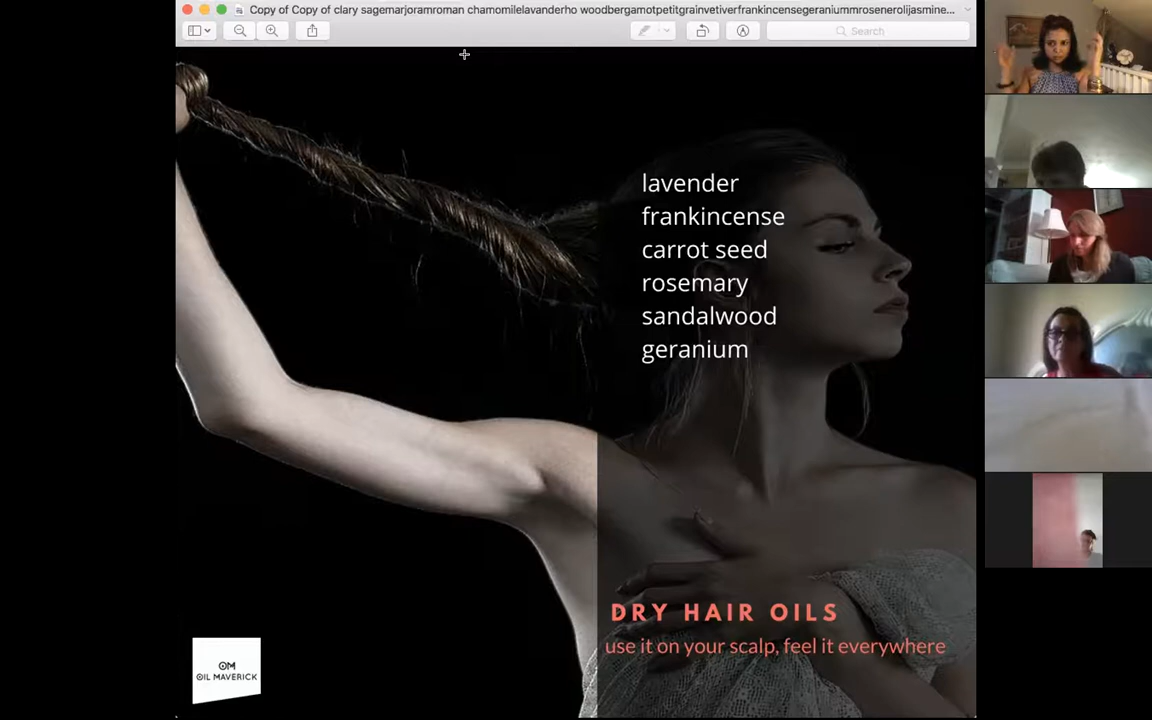 Copy of Copy of clary sagemarjoramroman chamomilelavanderho woodbergamotpetitgrainvetiverfrankincensegeraniummrosenerolijasmine...
Search
lavender
frankincense
carrot seed
rosemary
sandalwood
geranium
DRY HAIR OILS
use it on your scalp, feel it everywhere
OM
OIL MAVERICK